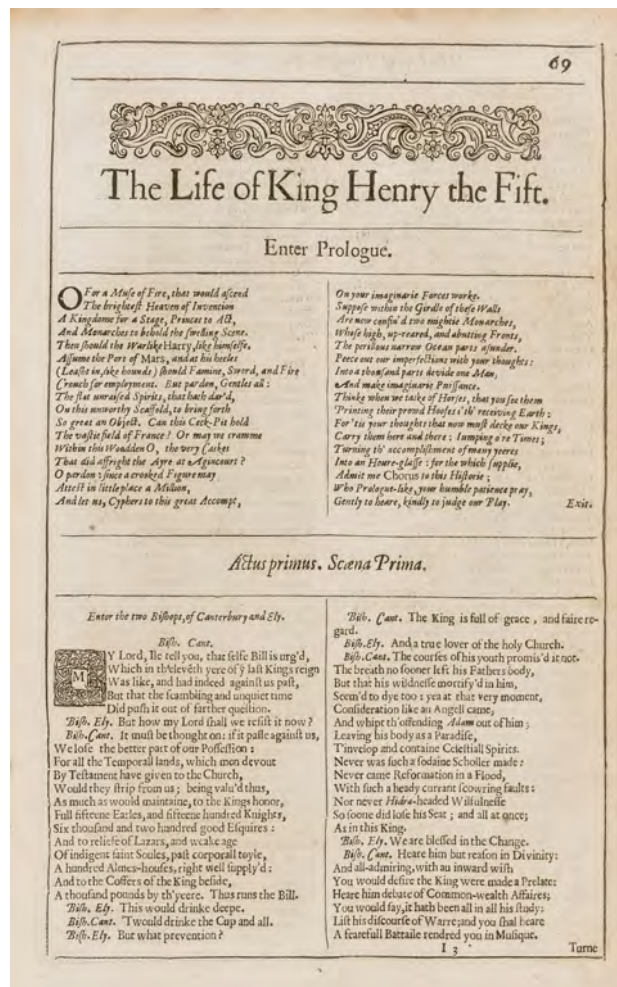 69
The Life of King Henry the Fift.
Enter Prologue.
O For a Muse of Fire, that would ascend
The brightest Heaven of Invention
A Kingdome for a Stage, Princes to Act,
And Monarches to behold the swelling Scene.
Then should the Warlike Harry, like himselfe,
Assume the Port of Mars, and at his heeles
(Leasht in, like hounds) should Famine, Sword, and Fire
Crouch for employment. But pardon, Gentles all:
The flat unraised Spirits, that hath dar'd,
On this unworthy Scaffold, to bring forth
So great an Object. Can this Cock-Pit hold
The vastie field of France? Or may we cramme
Within this Woodden O, the very Caskes
That did affright the Ayre at Agincourt?
O pardon: since a crooked Figure may
Attest in little place a Million,
And let us, Cyphers to this great Accompt,
On your imaginarie Forces worke.
Suppose within the Girdle of these Walls
Are now confin'd two mightie Monarches,
Whose high, up-reared, and abutting Fronts,
The perillous narrow Ocean parts asunder.
Peece out our imperfections with your thoughts:
Into a thousand parts devide one Man,
And make imaginarie Puissance.
Thinke when we talke of Horses, that you see them
Printing their prowd Hoofes i'th' receiving Earth:
For 'tis your thoughts that now must decke our Kings,
Carry them here and there: Iumping o're Times;
Turning th' accomplishment of many yeeres
Into an Houre-glasse: for the which supplie,
Admit me Chorus to this Historie;
Who Prologue-like, your humble patience pray,
Gently to heare, kindly to judge our Play. Exit.
Actus primus. Scæna Prima.
Enter the two Bishops, of Canterbury and Ely.
Bish. Cant.
MY Lord, Ile tell you, that selfe Bill is urg'd,
Which in th'elevēth yere of ẙ last Kings reign
Was like, and had indeed against us past,
But that the scambling and unquiet time
Did push it out of farther question.
Bish. Ely. But how my Lord shall we resist it now?
Bish. Cant. It must be thought on: if it passe against us,
We lose the better part of our Possession:
For all the Temporall lands, which men devout
By Testament have given to the Church,
Would they strip from us; being valu'd thus,
As much as would maintaine, to the Kings honor,
Full fifteene Earles, and fifteene hundred Knights,
Six thousand and two hundred good Esquires:
And to reliefe of Lazars, and weake age
Of indigent faint Soules, past corporall toyle,
A hundred Almes-houses, right well supply'd:
And to the Coffers of the King beside,
A thousand pounds by th'yeere. Thus runs the Bill.
Bish. Ely. This would drinke deepe.
Bish. Cant. 'Twould drinke the Cup and all.
Bish. Ely. But what prevention?
Bish. Cant. The King is full of grace, and faire re-
gard.
Bish. Ely. And a true lover of the holy Church.
Bish. Cant. The courses of his youth promis'd it not.
The breath no sooner left his Fathers body,
But that his wildnesse mortify'd in him,
Seem'd to dye too: yea at that very moment,
Consideration like an Angell came,
And whipt th'offending Adam out of him;
Leaving his body as a Paradise,
T'invelop and containe Celestiall Spirits.
Never was such a sodaine Scholler made:
Never came Reformation in a Flood,
With such a heady currant scowring faults:
Nor never Hidra-headed Wilfulnesse
So soone did lose his Seat; and all at once;
As in this King.
Bish. Ely. We are blessed in the Change.
Bish. Cant. Heare him but reason in Divinity:
And all-admiring, with an inward wish
You would desire the King were made a Prelate:
Heare him debate of Common-wealth Affaires;
You would say, it hath been all in all his study:
List his discourse of Warre; and you shal heare
A fearefull Battaile rendred you in Musique.
I 3 Turne